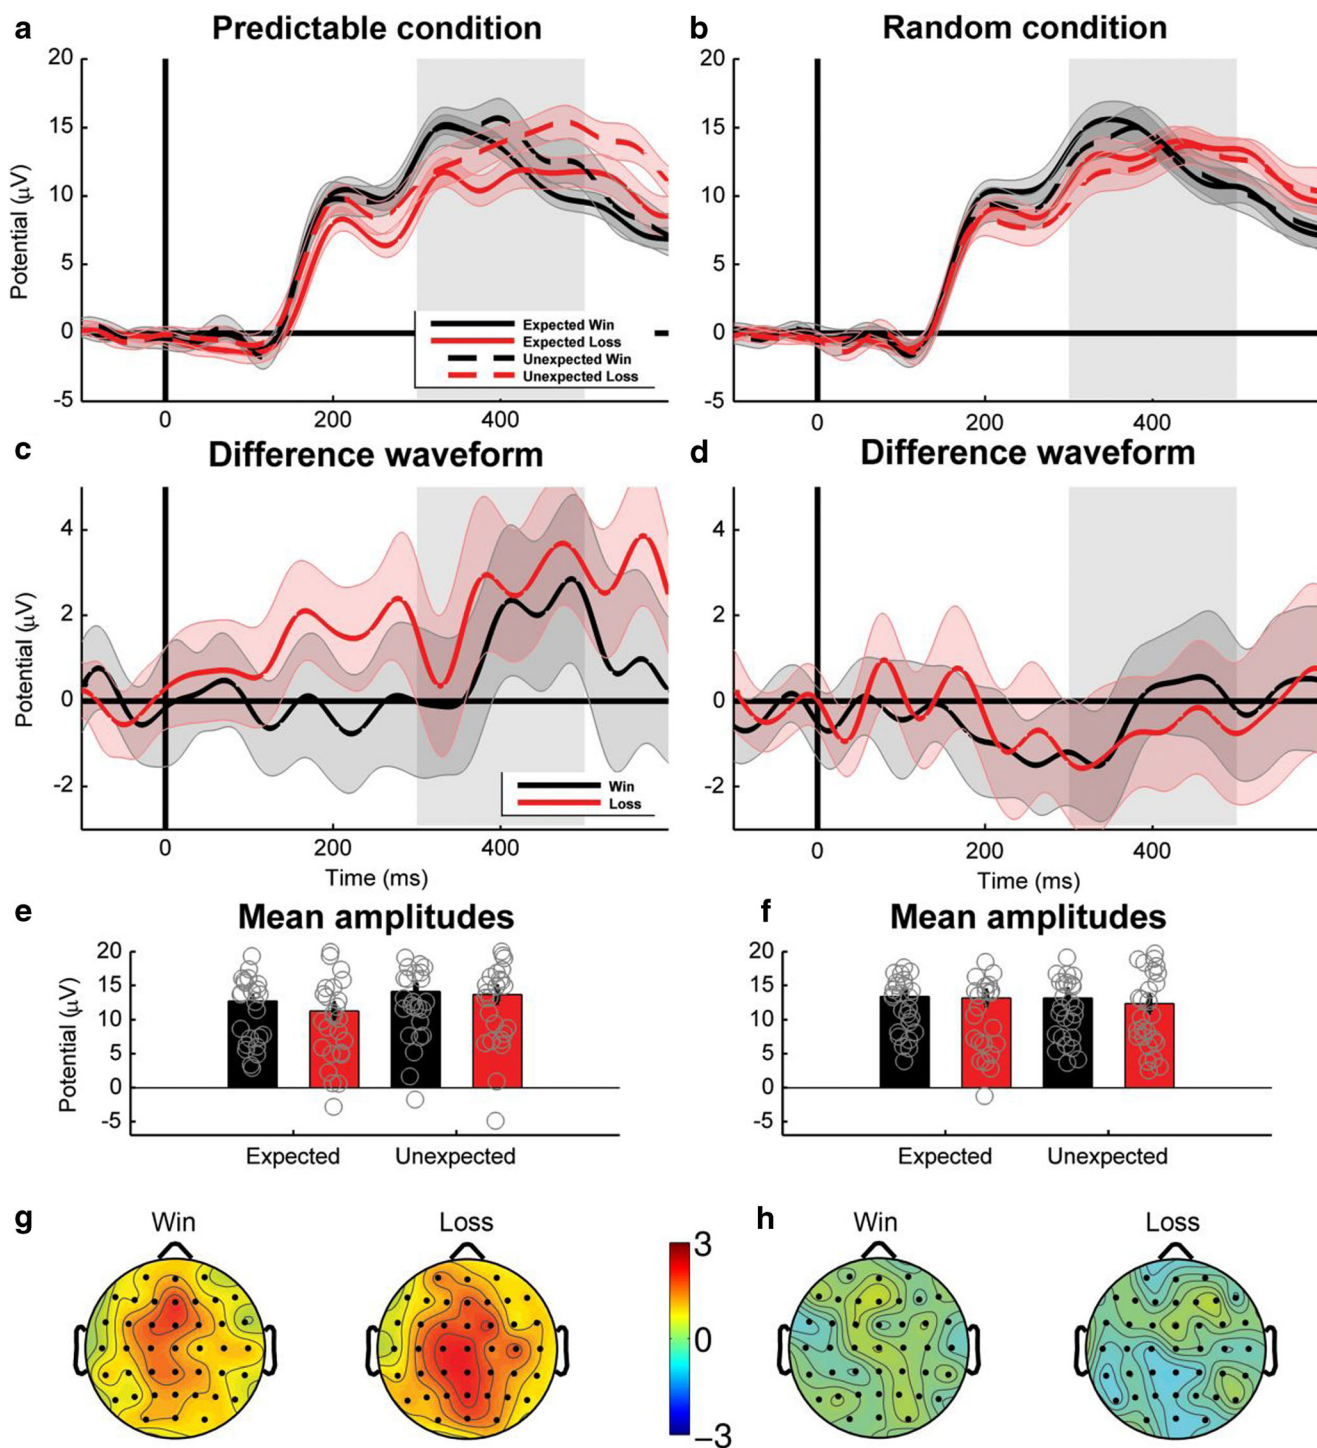 a
Predictable condition
b
Random condition
20
15
10
5
0
-5
Potential (µV)
0
200
400
Expected Win
Expected Loss
Unexpected Win
Unexpected Loss
20
15
10
5
0
-5
0
200
400
c
Difference waveform
d
Difference waveform
4
2
0
-2
Potential (µV)
0
200
400
Time (ms)
Win
Loss
4
2
0
-2
0
200
400
Time (ms)
e
Mean amplitudes
f
Mean amplitudes
20
15
10
5
0
-5
Potential (µV)
Expected
Unexpected
20
15
10
5
0
-5
Expected
Unexpected
g
Win
Loss
3
0
−3
h
Win
Loss